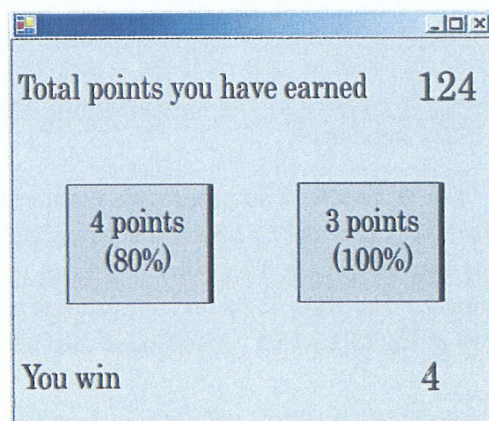 Total points you have earned 124
4 points
(80%)
3 points
(100%)
You win 4